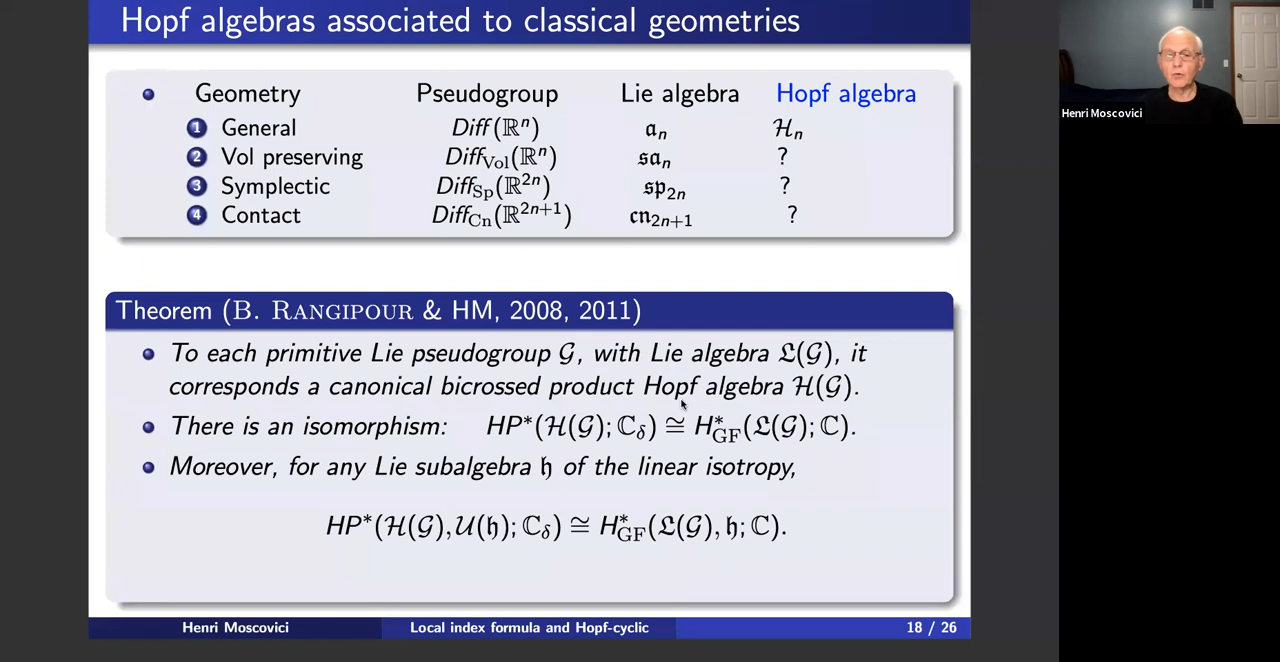 Hopf algebras associated to classical geometries
Geometry Pseudogroup Lie algebra Hopf algebra
1 General Diff(ℝⁿ) 𝔞ₙ ℋₙ
2 Vol preserving Diff_Vol(ℝⁿ) 𝔰𝔞ₙ ?
3 Symplectic Diff_Sp(ℝ²ⁿ) 𝔰𝔭₂ₙ ?
4 Contact Diff_Cn(ℝ²ⁿ⁺¹) 𝔠𝔫₂ₙ₊₁ ?
Theorem (B. RANGIPOUR & HM, 2008, 2011)
To each primitive Lie pseudogroup 𝒢, with Lie algebra 𝔏(𝒢), it
corresponds a canonical bicrossed product Hopf algebra ℋ(𝒢).
There is an isomorphism: HP*(ℋ(𝒢); ℂ_δ) ≅ H*_GF(𝔏(𝒢); ℂ).
Moreover, for any Lie subalgebra 𝔥 of the linear isotropy,
HP*(ℋ(𝒢), 𝒰(𝔥); ℂ_δ) ≅ H*_GF(𝔏(𝒢), 𝔥; ℂ).
Henri Moscovici Local index formula and Hopf-cyclic 18 / 26
Henri Moscovici